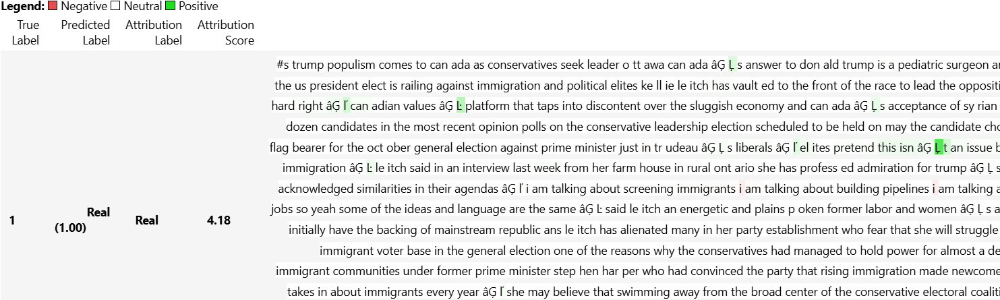 Legend: Negative Neutral Positive
True Label Predicted Label Attribution Label Attribution Score
1 Real (1.00) Real 4.18
#s trump populism comes to can ada as conservatives seek leader o tt awa can ada âĢ Ļ s answer to don ald trump is a pediatric surgeon
the us president elect is railing against immigration and political elites ke ll ie le itch has vault ed to the front of the race to lead the oppositi
hard right âĢ ľ can adian values âĢ Ŀ platform that taps into discontent over the sluggish economy and can ada âĢ Ļ s acceptance of sy rian
dozen candidates in the most recent opinion polls on the conservative leadership election scheduled to be held on may the candidate cho
flag bearer for the oct ober general election against prime minister just in tr udeau âĢ Ļ s liberals âĢ ľ el ites pretend this isn âĢ Ļ t an issue b
immigration âĢ Ŀ le itch said in an interview last week from her farm house in rural ont ario she has profess ed admiration for trump âĢ Ļ s
acknowledged similarities in their agendas âĢ ľ i am talking about screening immigrants i am talking about building pipelines i am talking a
jobs so yeah some of the ideas and language are the same âĢ Ŀ said le itch an energetic and plains p oken former labor and women âĢ Ļ s a
initially have the backing of mainstream republic ans le itch has alienated many in her party establishment who fear that she will struggle
immigrant voter base in the general election one of the reasons why the conservatives had managed to hold power for almost a de
immigrant communities under former prime minister step hen har per who had convinced the party that rising immigration made newcome
takes in about immigrants every year âĢ ľ she may believe that swimming away from the broad center of the conservative electoral coalit